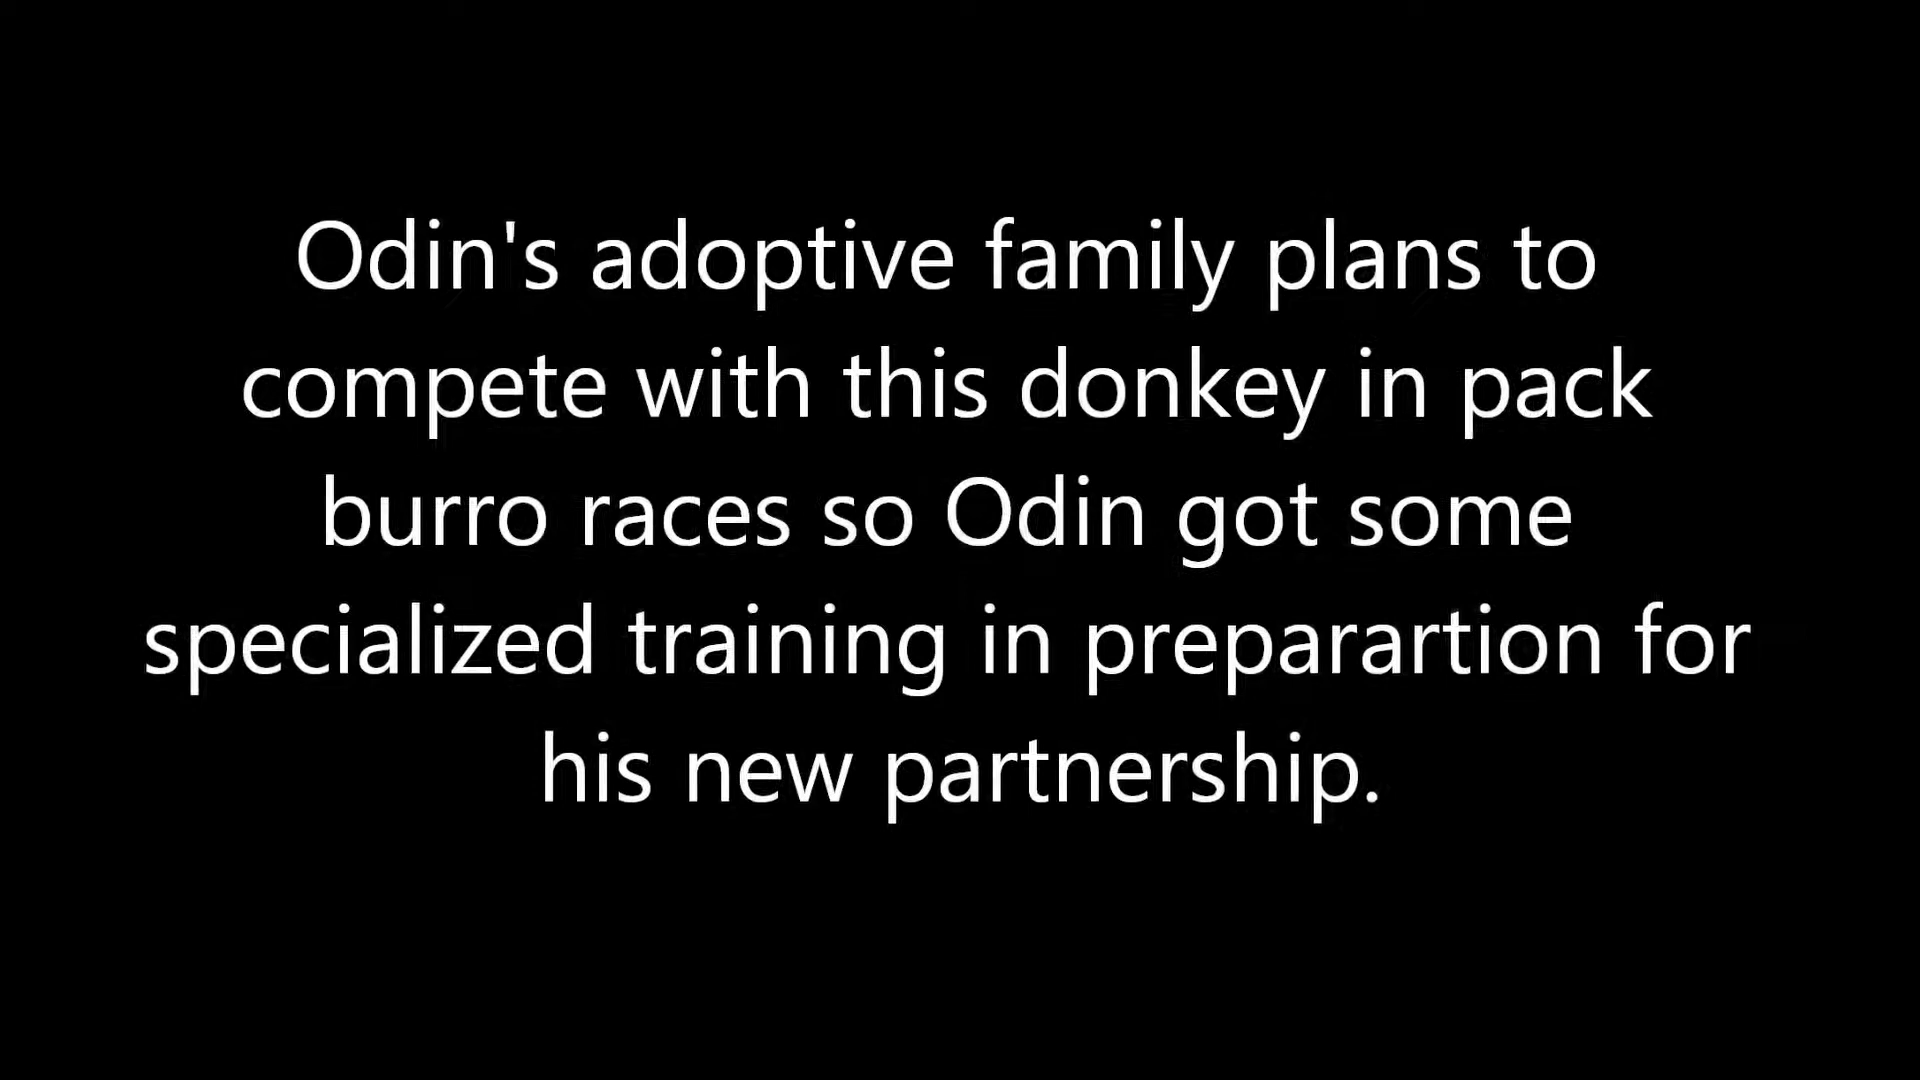 Odin's adoptive family plans to
compete with this donkey in pack
burro races so Odin got some
specialized training in preparartion for
his new partnership.